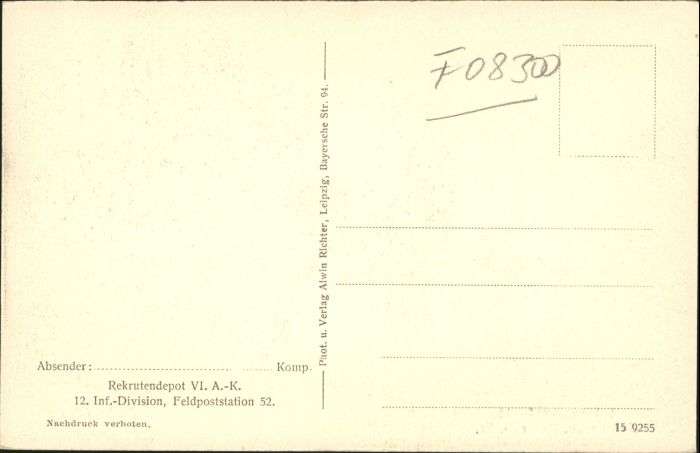 F08300
Phot. u. Verlag Alwin Richter, Leipzig, Bayersche Str. 94.
Absender: Komp.
Rekrutendepot VI. A.-K.
12. Inf.-Division, Feldpoststation 52.
Nachdruck verboten.
15 9255